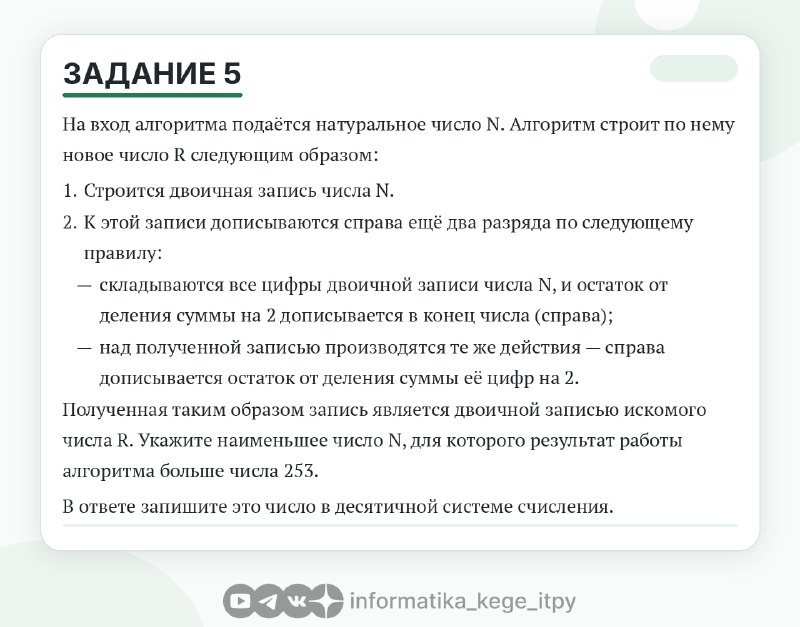 ЗАДАНИЕ 5
На вход алгоритма подаётся натуральное число N. Алгоритм строит по нему
новое число R следующим образом:
1. Строится двоичная запись числа N.
2. К этой записи дописываются справа ещё два разряда по следующему
правилу:
— складываются все цифры двоичной записи числа N, и остаток от
деления суммы на 2 дописывается в конец числа (справа);
— над полученной записью производятся те же действия — справа
дописывается остаток от деления суммы её цифр на 2.
Полученная таким образом запись является двоичной записью искомого
числа R. Укажите наименьшее число N, для которого результат работы
алгоритма больше числа 253.
В ответе запишите это число в десятичной системе счисления.
informatika_kege_itpy